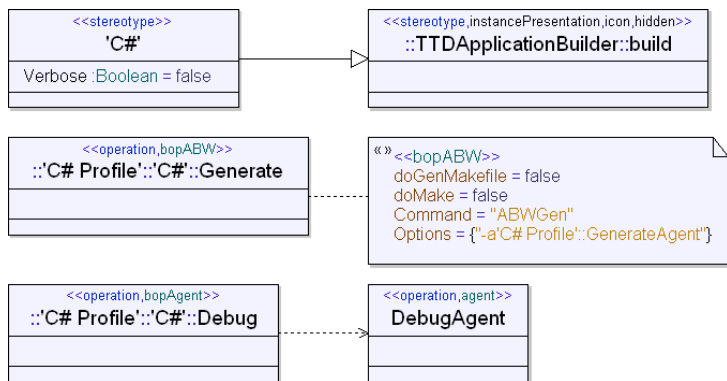 <<stereotype>>
'C#'
Verbose :Boolean = false
<<stereotype,instancePresentation,icon,hidden>>
::TTDApplicationBuilder::build
<<operation,bopABW>>
::'C# Profile'::'C#'::Generate
«» <<bopABW>>
doGenMakefile = false
doMake = false
Command = "ABWGen"
Options = {"-a'C# Profile'::GenerateAgent"}
<<operation,bopAgent>>
::'C# Profile'::'C#'::Debug
<<operation,agent>>
DebugAgent